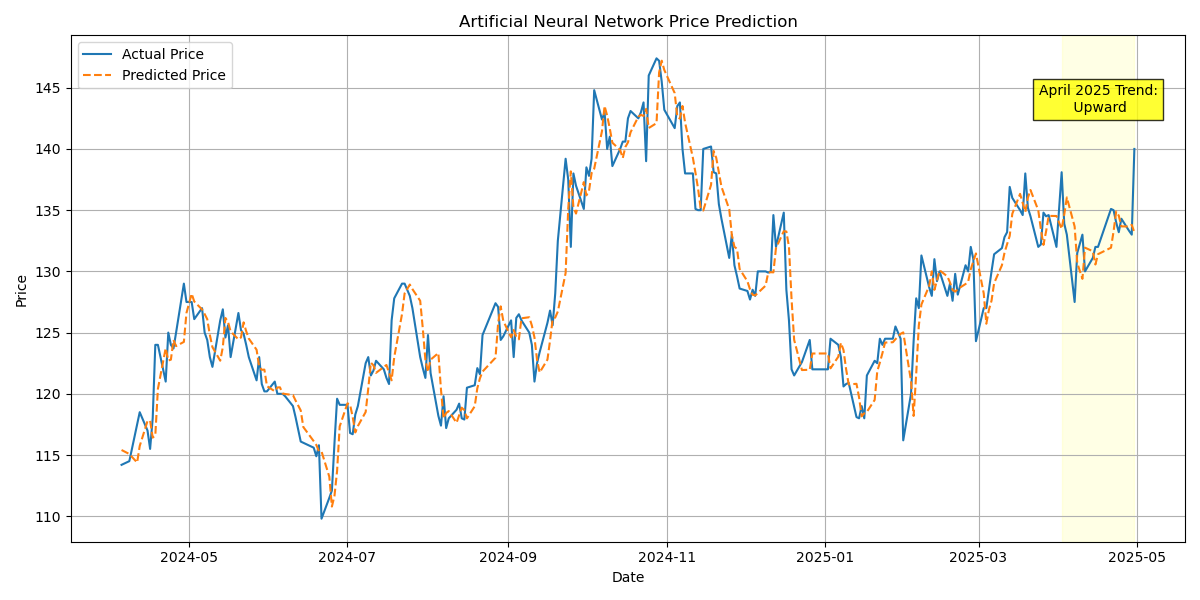 Artificial Neural Network Price Prediction
Actual Price
Predicted Price
April 2025 Trend:
Upward
Price
145
140
135
130
125
120
115
110
2024-05
2024-07
2024-09
2024-11
2025-01
2025-03
2025-05
Date